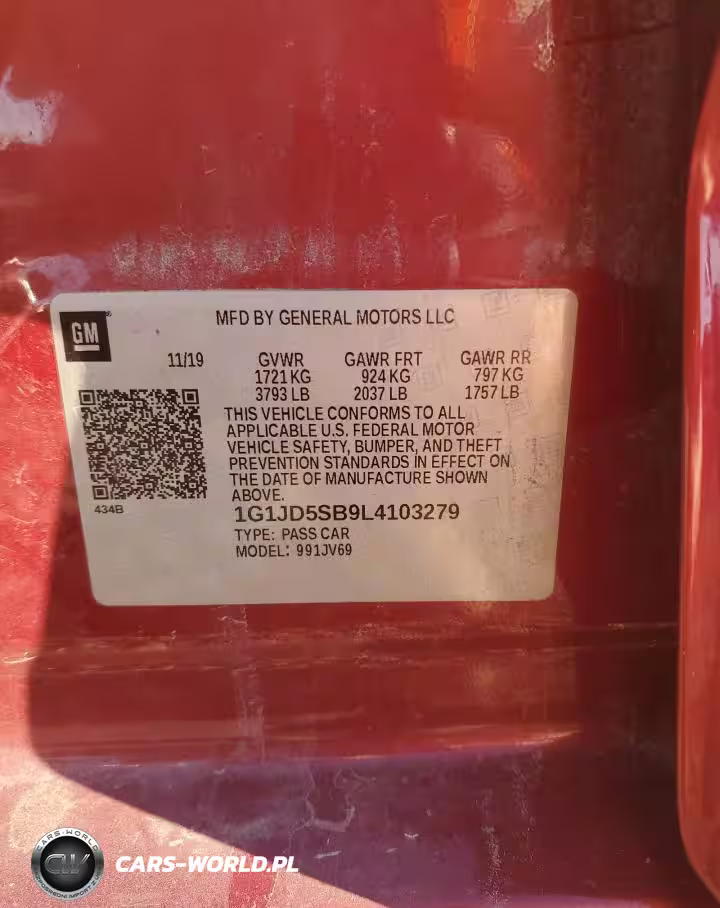 MFD BY GENERAL MOTORS LLC
GM
11/19 GVWR GAWR FRT GAWR RR
1721 KG 924 KG 797 KG
3793 LB 2037 LB 1757 LB
THIS VEHICLE CONFORMS TO ALL
APPLICABLE U.S. FEDERAL MOTOR
VEHICLE SAFETY, BUMPER, AND THEFT
PREVENTION STANDARDS IN EFFECT ON
THE DATE OF MANUFACTURE SHOWN
ABOVE.
434B
1G1JD5SB9L4103279
TYPE: PASS CAR
MODEL: 991JV69
CARS-WORLD
CW
CARS-WORLD.PL